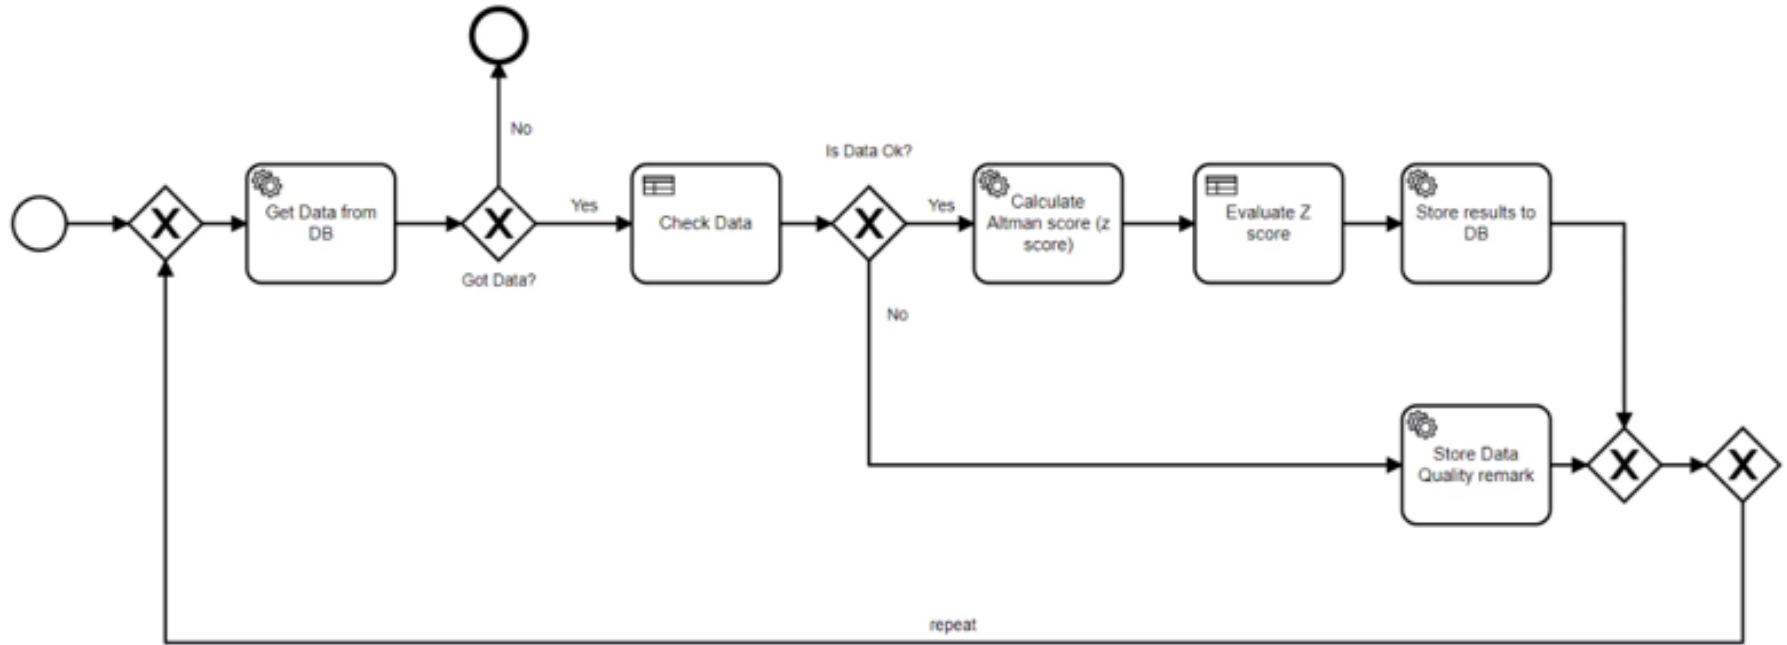 No
Is Data Ok?
Get Data from
DB
Yes
Check Data
Yes
Calculate
Altman score (z
score)
Evaluate Z
score
Store results to
DB
Got Data?
No
Store Data
Quality remark
repeat